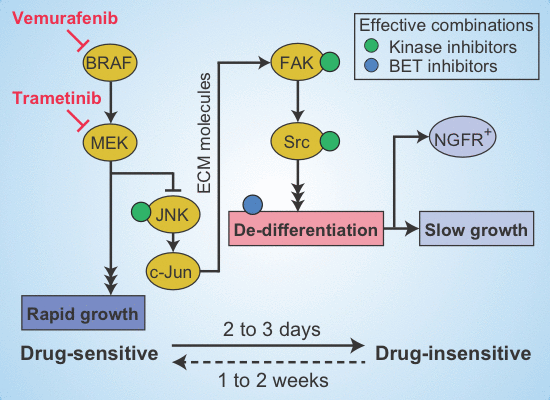 Vemurafenib
BRAF
Trametinib
MEK
JNK
c-Jun
Rapid growth
ECM molecules
FAK
Src
De-differentiation
Effective combinations
Kinase inhibitors
BET inhibitors
NGFR+
Slow growth
2 to 3 days
Drug-sensitive
Drug-insensitive
1 to 2 weeks